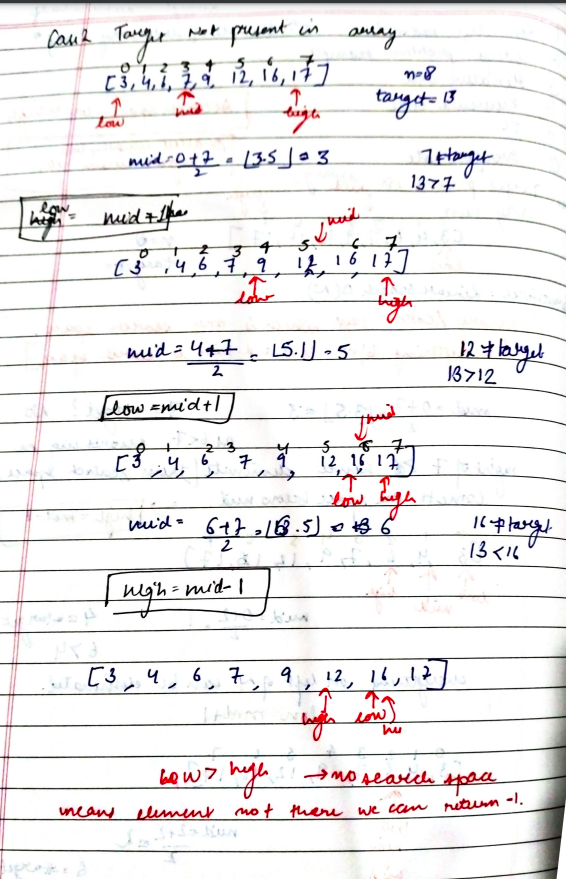 Case 2 Target Not present in array
0 1 2 3 4 5 6 7
[3, 4, 6, 7, 9, 12, 16, 17] n=8
low mid high target = 13
mid = 0+7/2 = ⌊3.5⌋ = 3 7 ≠ target
13 > 7
low = mid + 1
mid
0 1 2 3 4 5 6 7
[3, 4, 6, 7, 9, 12, 16, 17]
low high
mid = 4+7/2 = ⌊5.1⌋ = 5 12 ≠ target
13 > 12
low = mid + 1
mid
0 1 2 3 4 5 6 7
[3, 4, 6, 7, 9, 12, 16, 17]
low high
mid = 6+7/2 = ⌊6.5⌋ = 6 16 ≠ target
13 < 16
high = mid - 1
[3, 4, 6, 7, 9, 12, 16, 17]
high low
low > high → no search space
means element not there we can return -1.